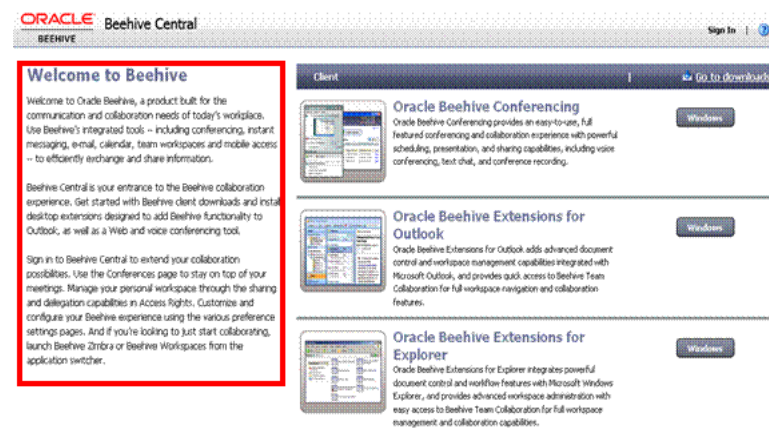 ORACLE
BEEHIVE
Beehive Central
Sign In |
Welcome to Beehive
Welcome to Oracle Beehive, a product built for the
communication and collaboration needs of today's workplace.
Use Beehive's integrated tools -- including conferencing, instant
messaging, e-mail, calendar, team workspaces and mobile access
-- to efficiently exchange and share information.
Beehive Central is your entrance to the Beehive collaboration
experience. Get started with Beehive client downloads and instal
desktop extensions designed to add Beehive functionality to
Outlook, as well as a Web and voice conferencing tool.
Sign in to Beehive Central to extend your collaboration
possibilities. Use the Conferences page to stay on top of your
meetings. Manage your personal workspace through the sharing
and delegation capabilities in Access Rights. Customize and
configure your Beehive experience using the various preference
settings pages. And if you're looking to just start collaborating,
launch Beehive Zimbra or Beehive Workspaces from the
application switcher.
Client | Go to downloads
Oracle Beehive Conferencing
Oracle Beehive Conferencing provides an easy-to-use, full
featured conferencing and collaboration experience with powerful
scheduling, presentation, and sharing capabilities, including voice
conferencing, text chat, and conference recording.
Windows
Oracle Beehive Extensions for
Outlook
Oracle Beehive Extensions for Outlook adds advanced document
control and workspace management capabilities integrated with
Microsoft Outlook, and provides quick access to Beehive Team
Collaboration for full workspace navigation and collaboration
features.
Windows
Oracle Beehive Extensions for
Explorer
Oracle Beehive Extensions for Explorer integrates powerful
document control and workflow features with Microsoft Windows
Explorer, and provides advanced workspace administration with
easy access to Beehive Team Collaboration for full workspace
management and collaboration capabilities.
Windows